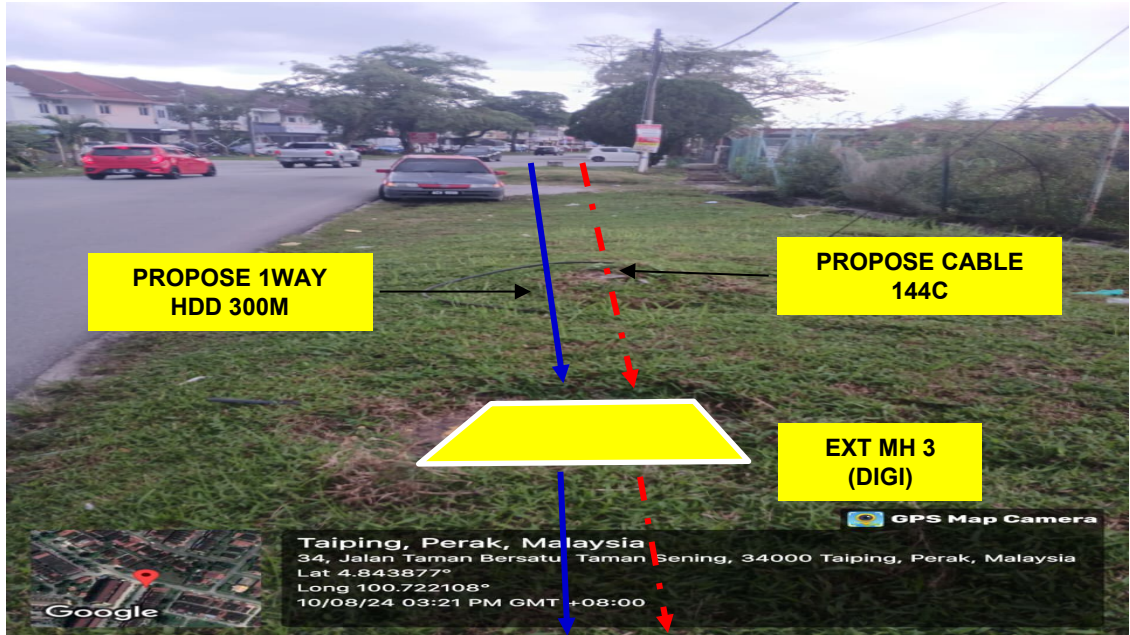 PROPOSE 1WAY
HDD 300M
PROPOSE CABLE
144C
EXT MH 3
(DIGI)
GPS Map Camera
Taiping, Perak, Malaysia
34, Jalan Taman Bersatu, Taman Sening, 34000 Taiping, Perak, Malaysia
Lat 4.843877°
Long 100.722108°
10/08/24 03:21 PM GMT +08:00
Google